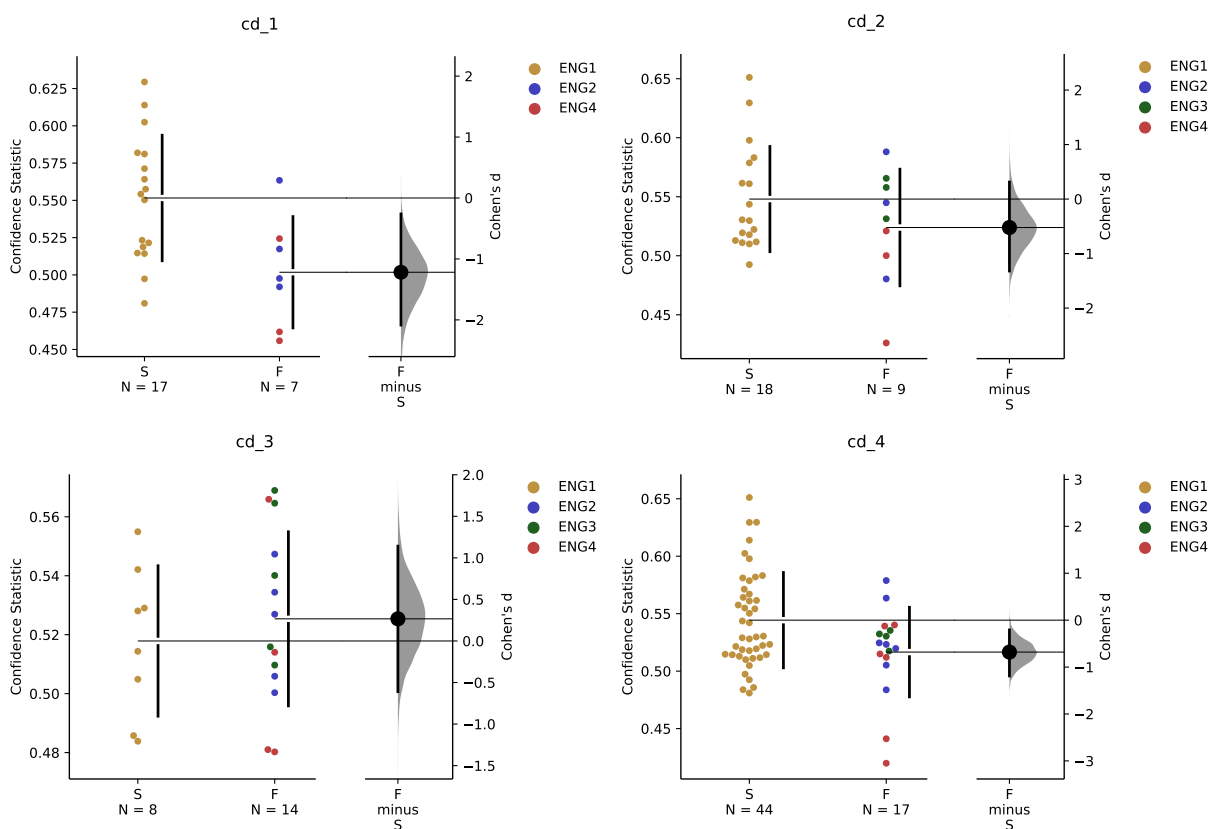 cd_1
0.625
0.600
0.575
0.550
0.525
0.500
0.475
0.450
Confidence Statistic
S
N = 17
F
N = 7
F
minus
S
2
1
0
−1
−2
Cohen's d
ENG1
ENG2
ENG4
cd_2
0.65
0.60
0.55
0.50
0.45
Confidence Statistic
S
N = 18
F
N = 9
F
minus
S
2
1
0
−1
−2
Cohen's d
ENG1
ENG2
ENG3
ENG4
cd_3
0.56
0.54
0.52
0.50
0.48
Confidence Statistic
S
N = 8
F
N = 14
F
minus
S
2.0
1.5
1.0
0.5
0.0
−0.5
−1.0
−1.5
Cohen's d
ENG1
ENG2
ENG3
ENG4
cd_4
0.65
0.60
0.55
0.50
0.45
Confidence Statistic
S
N = 44
F
N = 17
F
minus
S
3
2
1
0
−1
−2
−3
Cohen's d
ENG1
ENG2
ENG3
ENG4